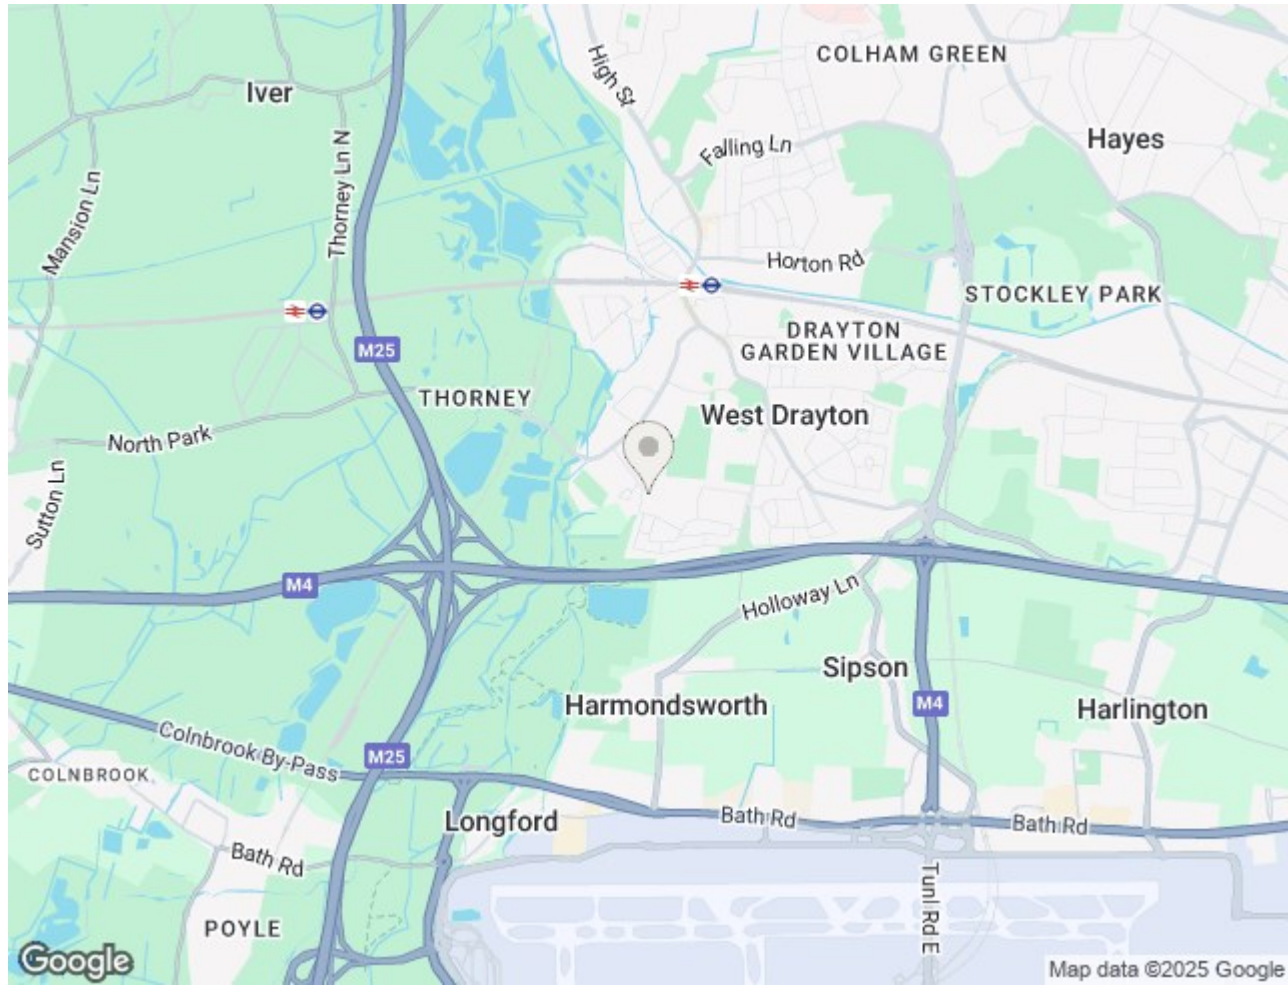 High St
COLHAM GREEN
Iver
Hayes
Falling Ln
Thorney Ln N
Mansion Ln
Horton Rd
STOCKLEY PARK
DRAYTON
GARDEN VILLAGE
M25
THORNEY
West Drayton
North Park
Sutton Ln
M4
Holloway Ln
Sipson
Harmondsworth
M4
Harlington
Colnbrook By-Pass
M25
COLNBROOK
Longford
Bath Rd
Bath Rd
Bath Rd
Tunl Rd E
POYLE
Google
Map data ©2025 Google